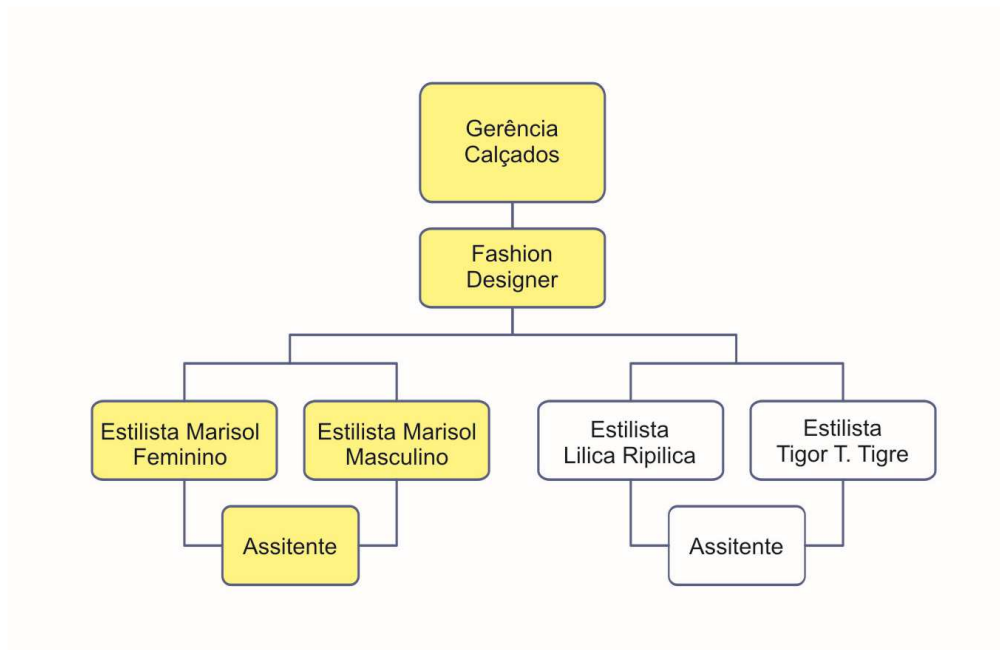 Gerência
Calçados
Fashion
Designer
Estilista Marisol
Feminino
Estilista Marisol
Masculino
Estilista
Lilica Ripilica
Estilista
Tigor T. Tigre
Assitente
Assitente